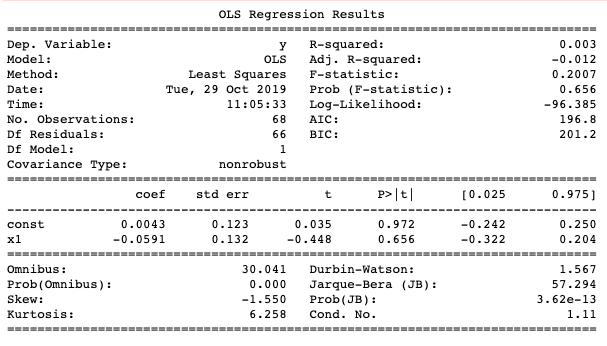 OLS Regression Results
==============================================================================
Dep. Variable: y R-squared: 0.003
Model: OLS Adj. R-squared: -0.012
Method: Least Squares F-statistic: 0.2007
Date: Tue, 29 Oct 2019 Prob (F-statistic): 0.656
Time: 11:05:33 Log-Likelihood: -96.385
No. Observations: 68 AIC: 196.8
Df Residuals: 66 BIC: 201.2
Df Model: 1
Covariance Type: nonrobust
==============================================================================
coef std err t P>|t| [0.025 0.975]
------------------------------------------------------------------------------
const 0.0043 0.123 0.035 0.972 -0.242 0.250
x1 -0.0591 0.132 -0.448 0.656 -0.322 0.204
==============================================================================
Omnibus: 30.041 Durbin-Watson: 1.567
Prob(Omnibus): 0.000 Jarque-Bera (JB): 57.294
Skew: -1.550 Prob(JB): 3.62e-13
Kurtosis: 6.258 Cond. No. 1.11
==============================================================================